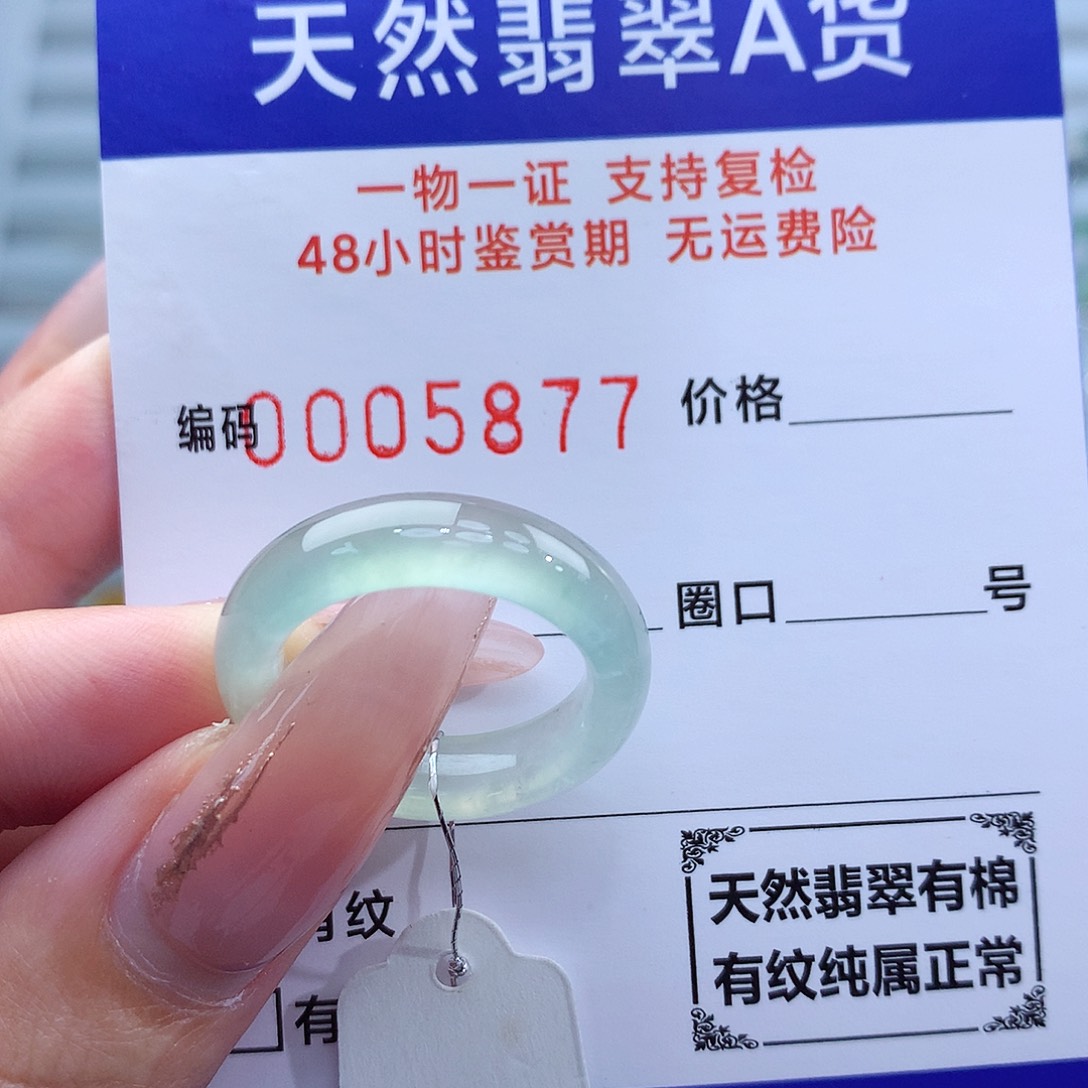 天然翡翠A货
一物一证 支持复检
48小时鉴赏期 无运费险
编码0005877 价格
圈口 号
有纹
有
天然翡翠有棉
有纹纯属正常